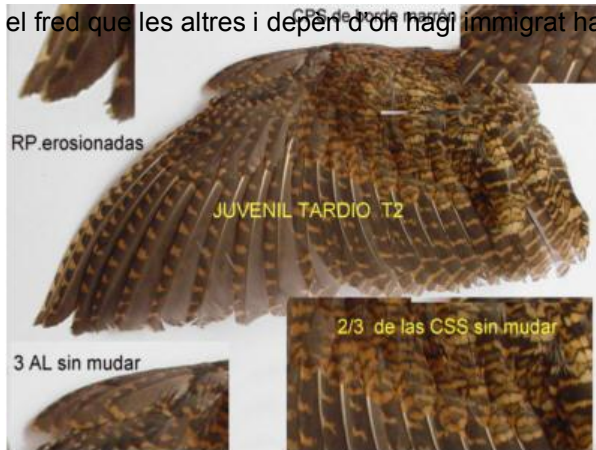 el fred que les altres i depèn d'on hagi immigrat ha
CPS de borde marrón
RP.erosionadas
JUVENIL TARDIO T2
2/3 de las CSS sin mudar
3 AL sin mudar